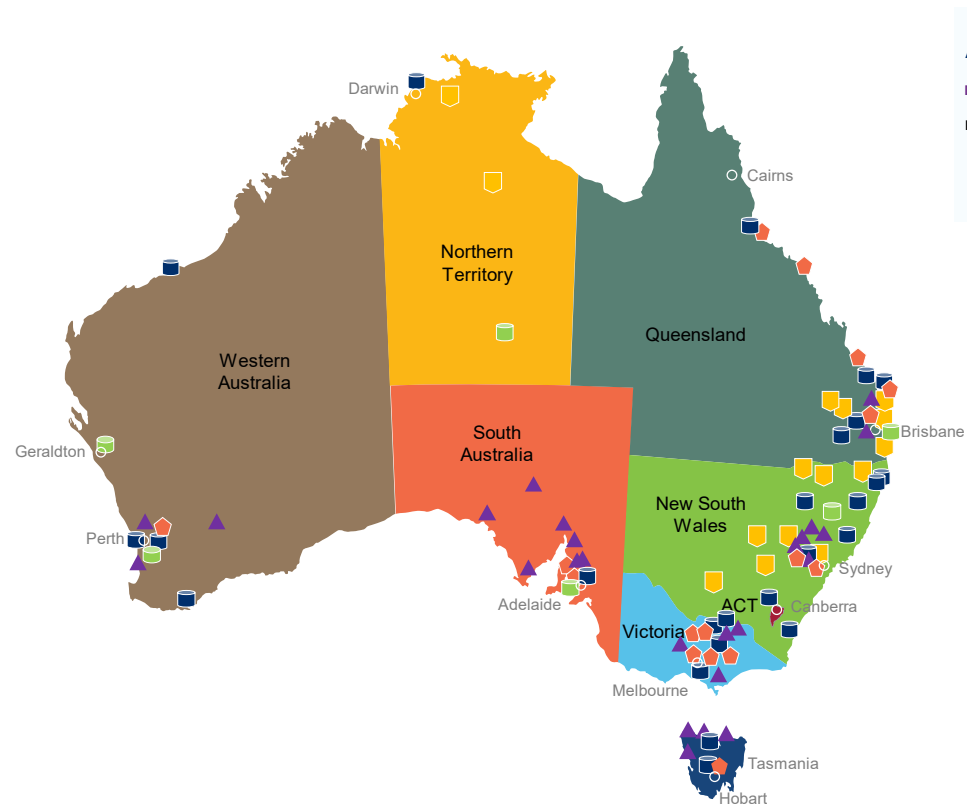 Darwin
Cairns
Northern
Territory
Queensland
Western
Australia
South
Australia
Geraldton
Brisbane
New South
Wales
Perth
Sydney
Adelaide
ACT
Canberra
Victoria
Melbourne
Tasmania
Hobart